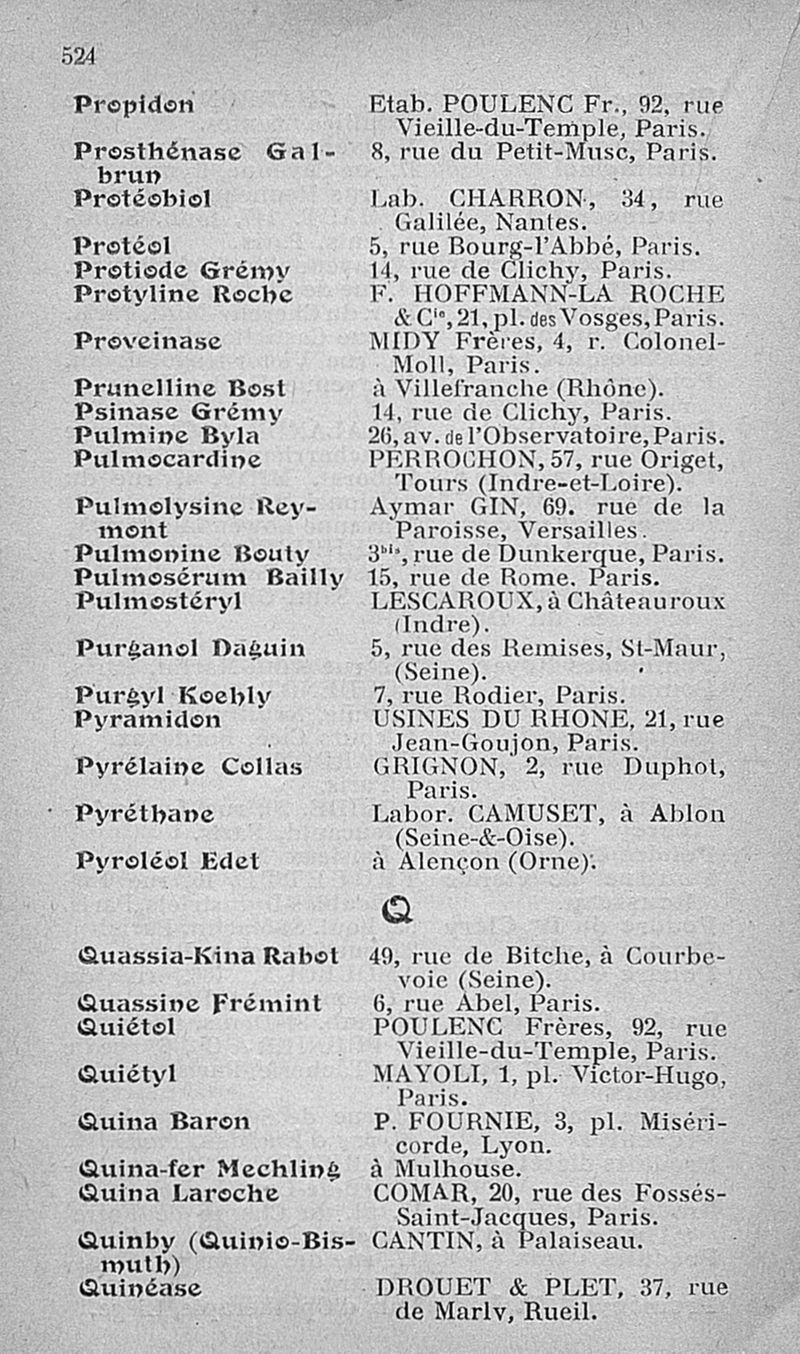 524
Propidon Etab. POULENC Fr., 92, rue
Vieille-du-Temple, Paris.
Prosthénase Gal- 8, rue du Petit-Musc, Paris.
brun
Protéobiol Lab. CHARRON, 34, rue
Galilée, Nantes.
Protéol 5, rue Bourg-l'Abbé, Paris.
Protiode Grémy 14, rue de Clichy, Paris.
Protyline Roche F. HOFFMANN-LA ROCHE
& Cie, 21, pl. des Vosges, Paris.
Proveinase MIDY Frères, 4, r. Colonel-
Moll, Paris.
Prunelline Bost à Villefranche (Rhône).
Psinase Grémy 14, rue de Clichy, Paris.
Pulmine Byla 26, av. de l'Observatoire, Paris.
Pulmocardine PERROCHON, 57, rue Origet,
Tours (Indre-et-Loire).
Pulmolysine Rey- Aymar GIN, 69. rue de la
mont Paroisse, Versailles.
Pulmonine Bouty 3bis, rue de Dunkerque, Paris.
Pulmosérum Bailly 15, rue de Rome. Paris.
Pulmostéryl LESCAROUX, à Châteauroux
(Indre).
Purganol Daguin 5, rue des Remises, St-Maur,
(Seine).
Purgyl Koehly 7, rue Rodier, Paris.
Pyramidon USINES DU RHONE, 21, rue
Jean-Goujon, Paris.
Pyrélaine Collas GRIGNON, 2, rue Duphot,
Paris.
Pyréthane Labor. CAMUSET, à Ablon
(Seine-&-Oise).
Pyroléol Edet à Alençon (Orne).
Q
Quassia-Kina Rabot 49, rue de Bitche, à Courbe-
voie (Seine).
Quassine Frémint 6, rue Abel, Paris.
Quiétol POULENC Frères, 92, rue
Vieille-du-Temple, Paris.
Quiétyl MAYOLI, 1, pl. Victor-Hugo,
Paris.
Quina Baron P. FOURNIE, 3, pl. Miséri-
corde, Lyon.
Quina-fer Mechling à Mulhouse.
Quina Laroche COMAR, 20, rue des Fossés-
Saint-Jacques, Paris.
Quinby (Quinio-Bis- CANTIN, à Palaiseau.
muth)
Quinéase DROUET & PLET, 37, rue
de Marly, Rueil.